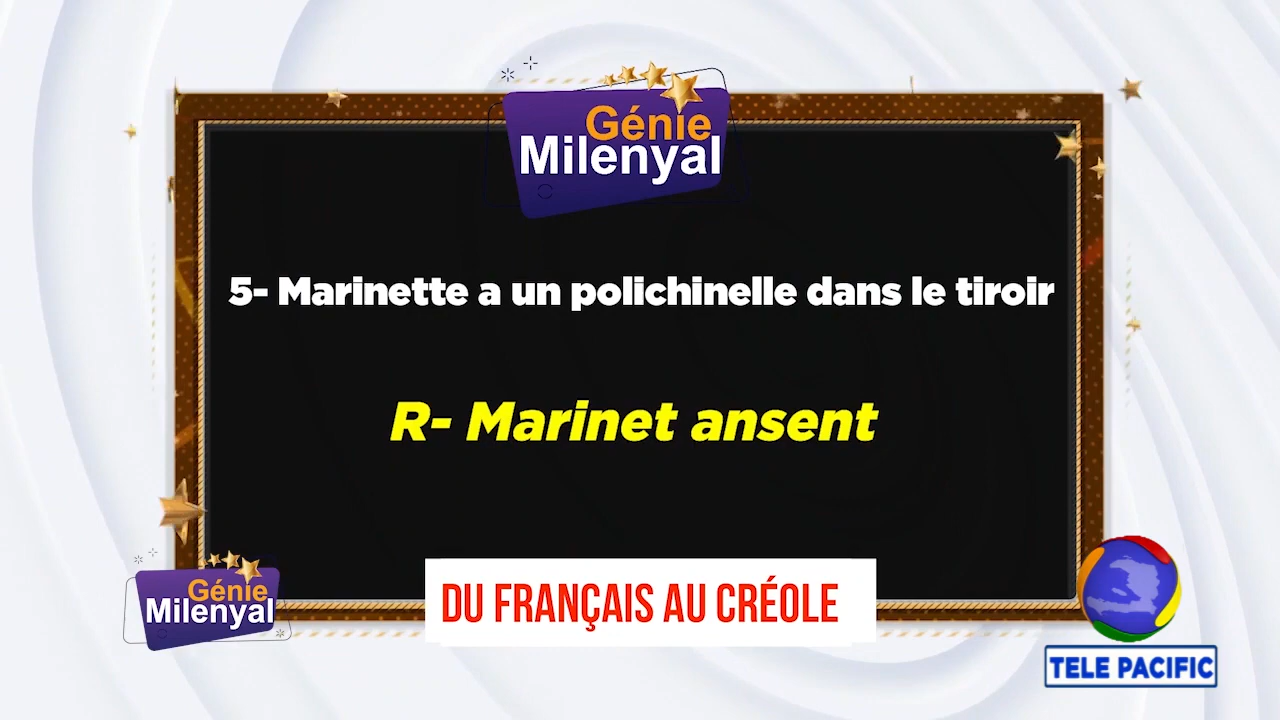 Génie
Milenyal
5- Marinette a un polichinelle dans le tiroir
R- Marinet ansent
Génie
Milenyal
DU FRANÇAIS AU CRÉOLE
TELE PACIFIC